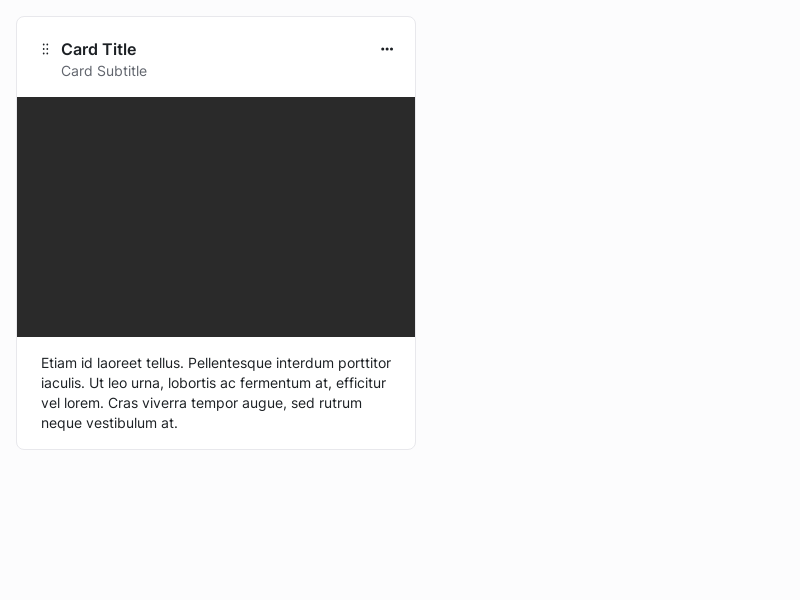 Card Title
Card Subtitle
Etiam id laoreet tellus. Pellentesque interdum porttitor
iaculis. Ut leo urna, lobortis ac fermentum at, efficitur
vel lorem. Cras viverra tempor augue, sed rutrum
neque vestibulum at.